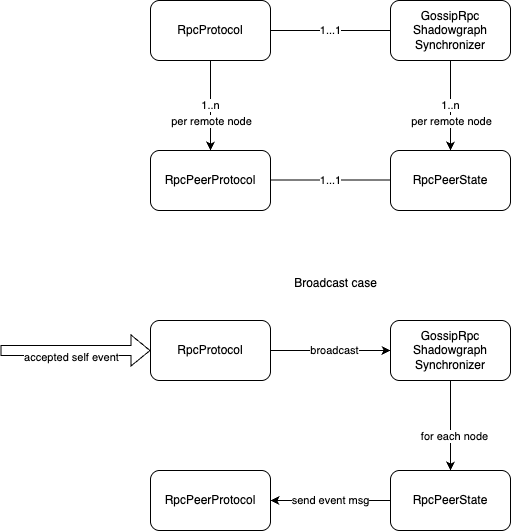 RpcProtocol
1...1
GossipRpc
Shadowgraph
Synchronizer
1..n
per remote node
1..n
per remote node
RpcPeerProtocol
1...1
RpcPeerState
Broadcast case
accepted self event
RpcProtocol
broadcast
GossipRpc
Shadowgraph
Synchronizer
for each node
RpcPeerProtocol
send event msg
RpcPeerState